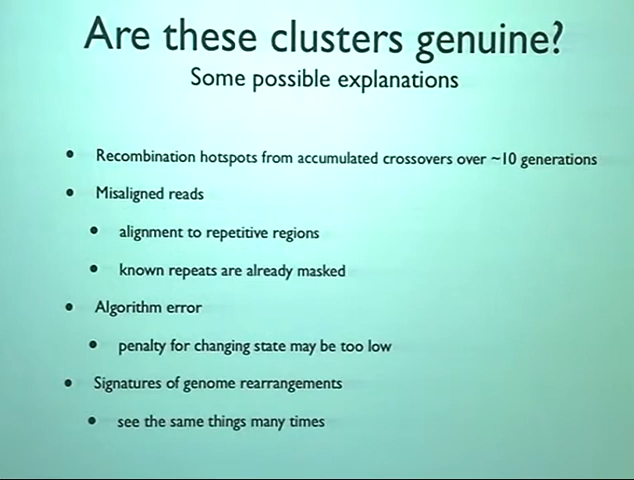 Are these clusters genuine?
Some possible explanations
• Recombination hotspots from accumulated crossovers over ~10 generations
• Misaligned reads
• alignment to repetitive regions
• known repeats are already masked
• Algorithm error
• penalty for changing state may be too low
• Signatures of genome rearrangements
• see the same things many times